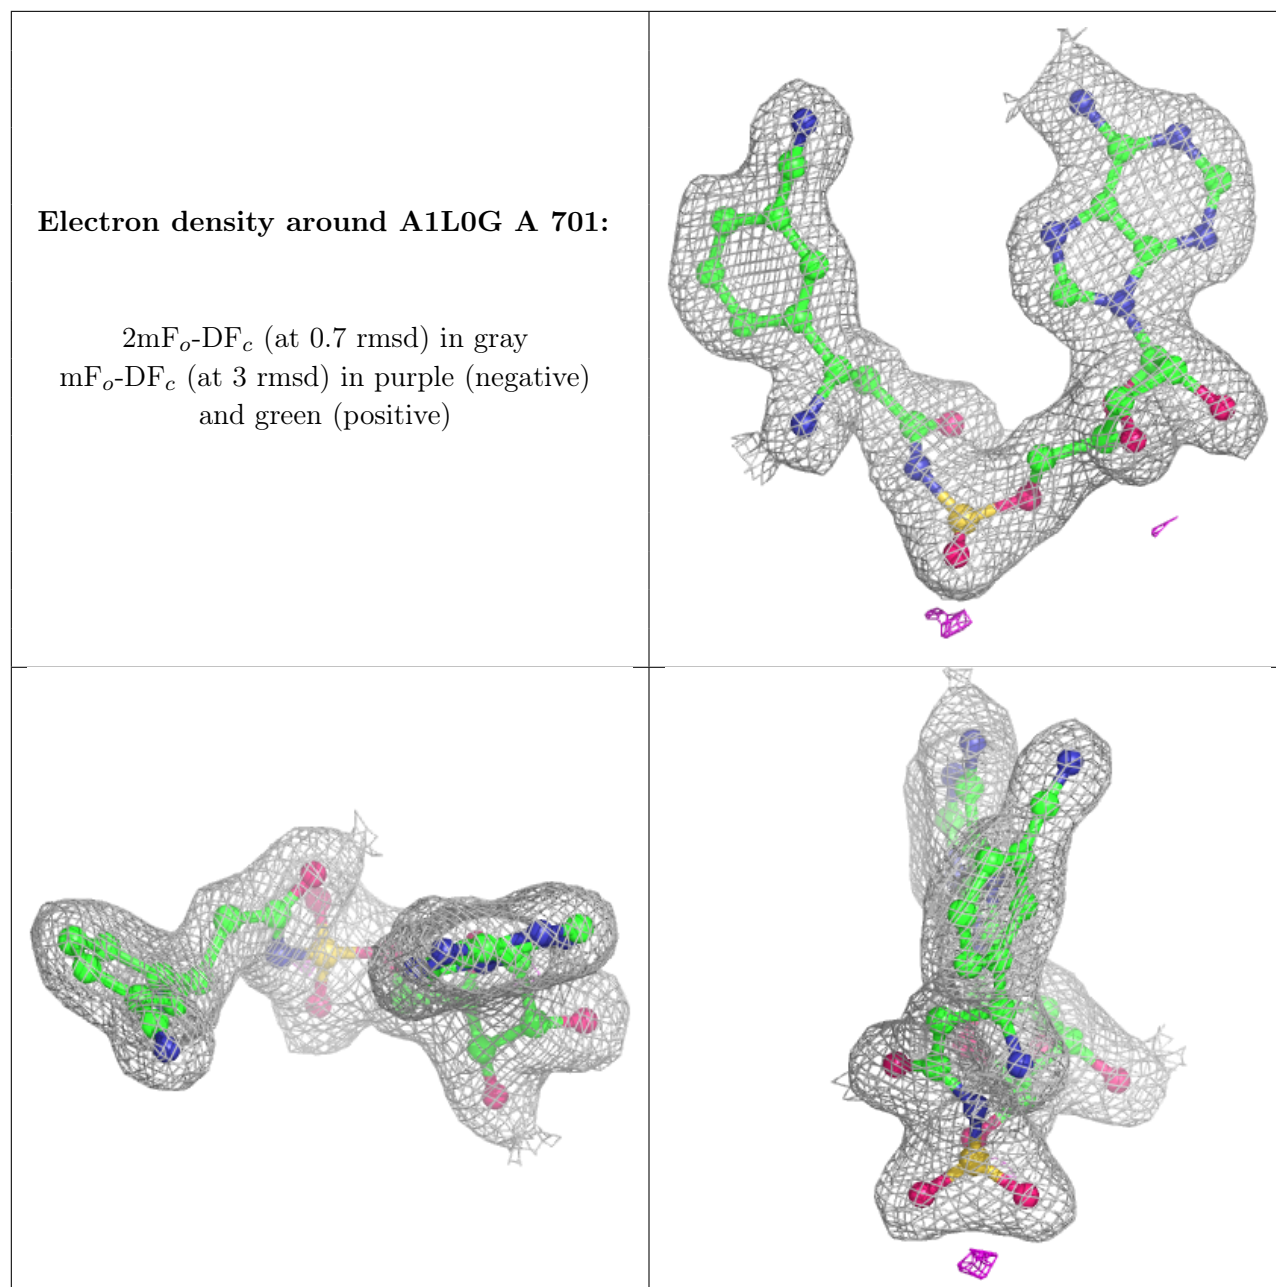 Electron density around A1L0G A 701:
2mFo-DFc (at 0.7 rmsd) in gray
mFo-DFc (at 3 rmsd) in purple (negative)
and green (positive)